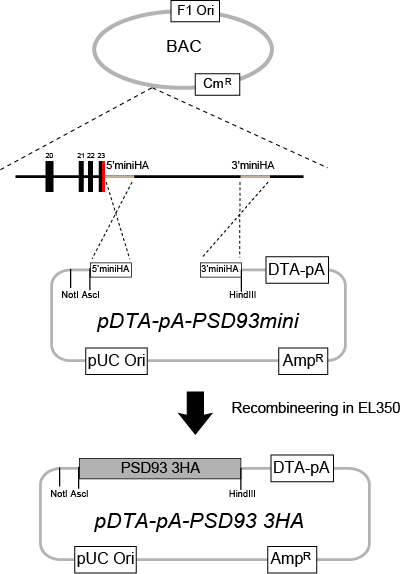 F1 Ori
BAC
Cmᴿ
20 21 22 23 5'miniHA 3'miniHA
5'miniHA 3'miniHA DTA-pA
NotI AscI HindIII
pDTA-pA-PSD93mini
pUC Ori Ampᴿ
Recombineering in EL350
PSD93 3HA DTA-pA
NotI AscI HindIII
pDTA-pA-PSD93 3HA
pUC Ori Ampᴿ